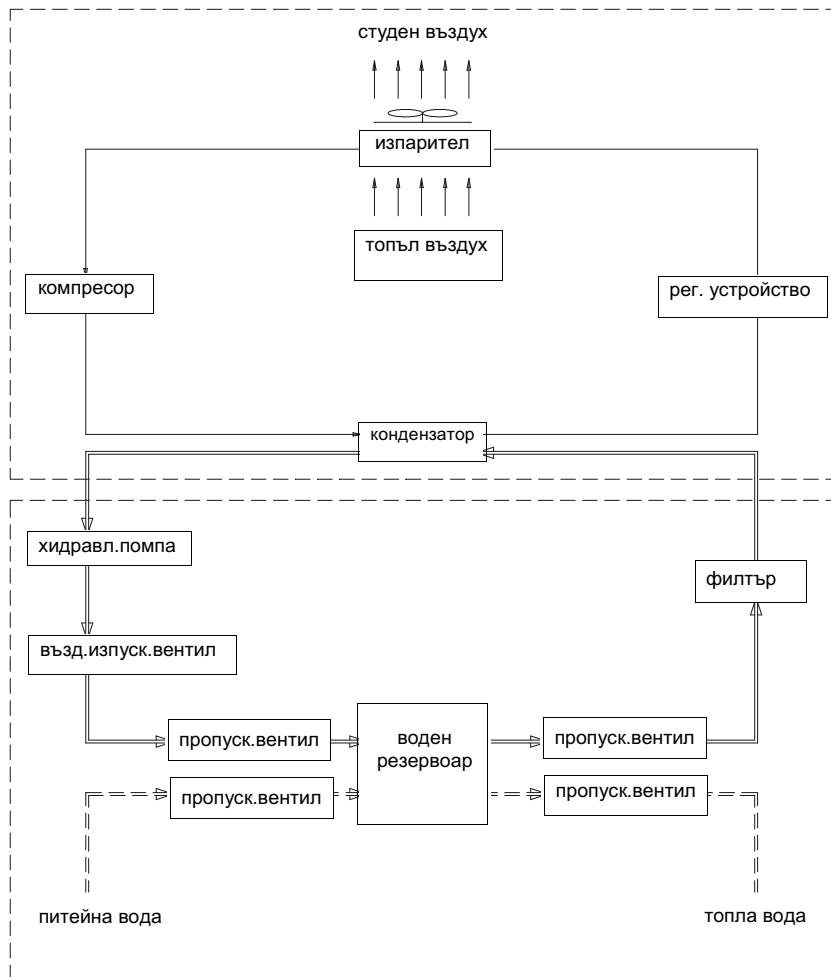 студен въздух
изпарител
топъл въздух
компресор
рег. устройство
кондензатор
хидравл.помпа
филтър
възд.изпуск.вентил
пропуск.вентил
воден
резервоар
пропуск.вентил
пропуск.вентил
пропуск.вентил
питейна вода
топла вода